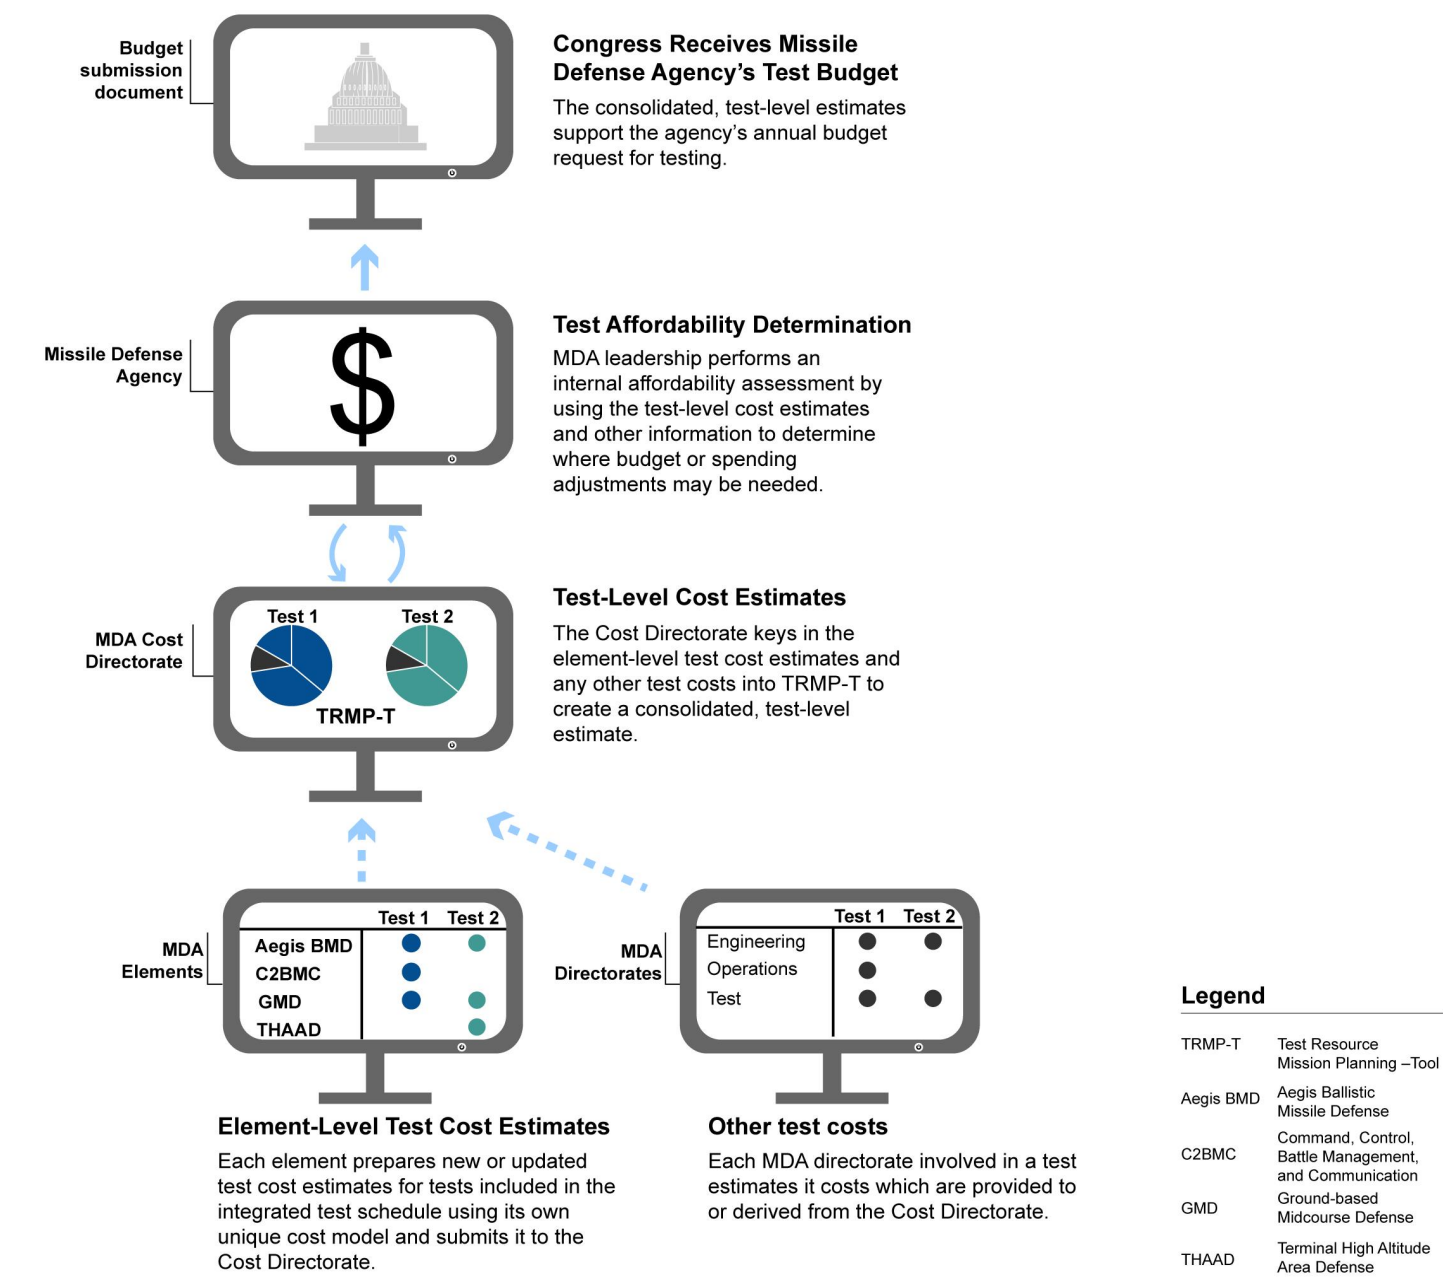 Budget
submission
document
Congress Receives Missile
Defense Agency’s Test Budget
The consolidated, test-level estimates
support the agency’s annual budget
request for testing.
Missile Defense
Agency
$
Test Affordability Determination
MDA leadership performs an
internal affordability assessment by
using the test-level cost estimates
and other information to determine
where budget or spending
adjustments may be needed.
MDA Cost
Directorate
Test 1 Test 2
TRMP-T
Test-Level Cost Estimates
The Cost Directorate keys in the
element-level test cost estimates and
any other test costs into TRMP-T to
create a consolidated, test-level
estimate.
MDA
Elements
Test 1 Test 2
Aegis BMD
C2BMC
GMD
THAAD
Element-Level Test Cost Estimates
Each element prepares new or updated
test cost estimates for tests included in the
integrated test schedule using its own
unique cost model and submits it to the
Cost Directorate.
MDA
Directorates
Test 1 Test 2
Engineering
Operations
Test
Other test costs
Each MDA directorate involved in a test
estimates it costs which are provided to
or derived from the Cost Directorate.
Legend
TRMP-T Test Resource
Mission Planning –Tool
Aegis BMD Aegis Ballistic
Missile Defense
C2BMC Command, Control,
Battle Management,
and Communication
GMD Ground-based
Midcourse Defense
THAAD Terminal High Altitude
Area Defense